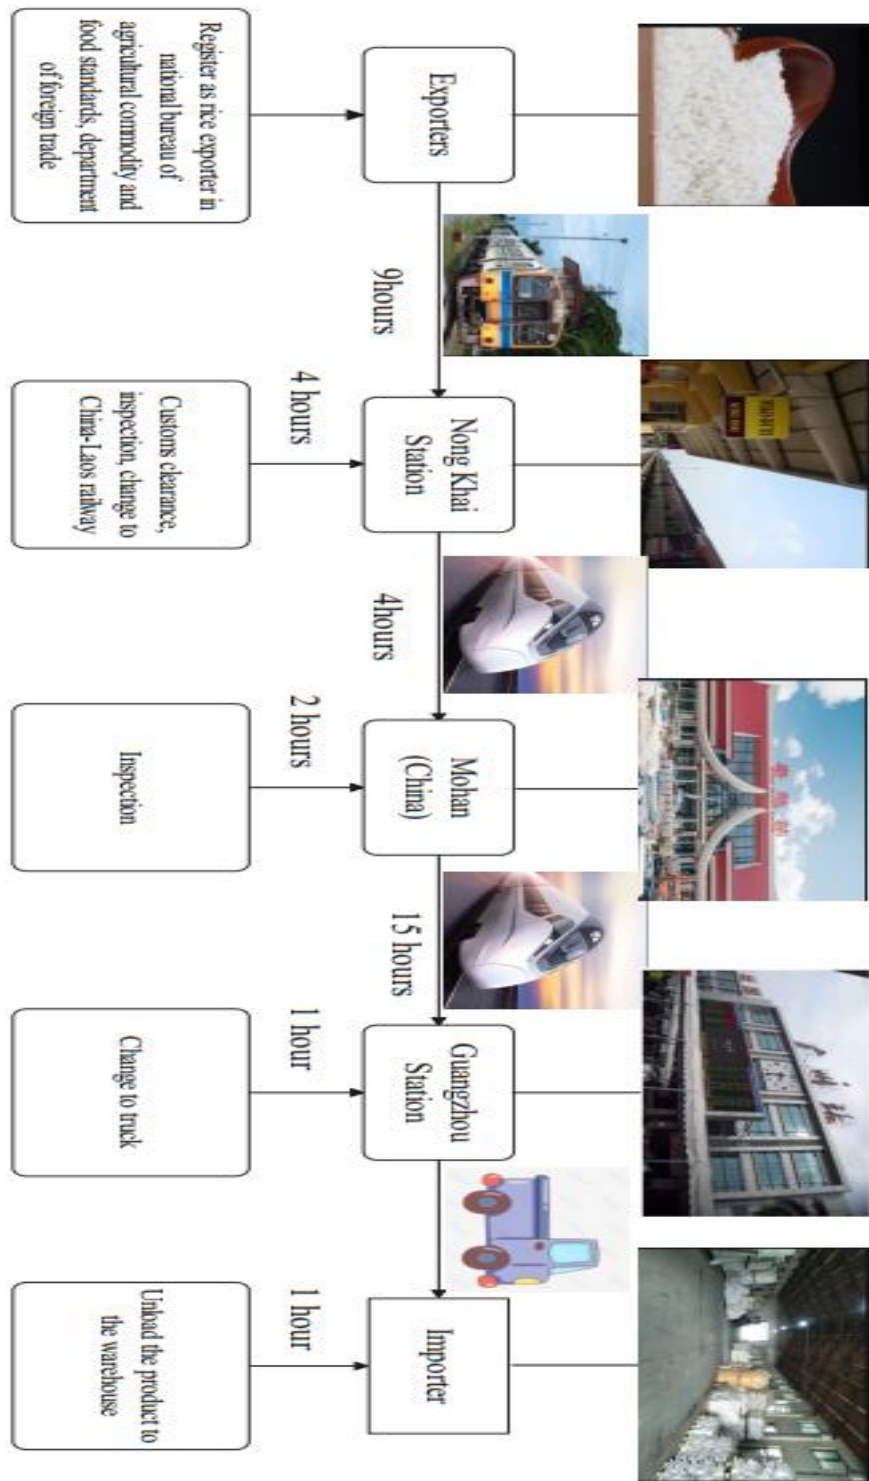 Exporters
Nong Khai
Station
Mohan
(China)
Guangzhou
Station
Importer
9hours
4hours
15 hours
4 hours
2 hours
1 hour
1 hour
Register as rice exporter in
national bureau of
agricultural commodity and
food standards, department
of foreign trade
Customs clearance,
inspection, change to
China-Laos railway
Inspection
Change to truck
Unload the product to
the warehouse